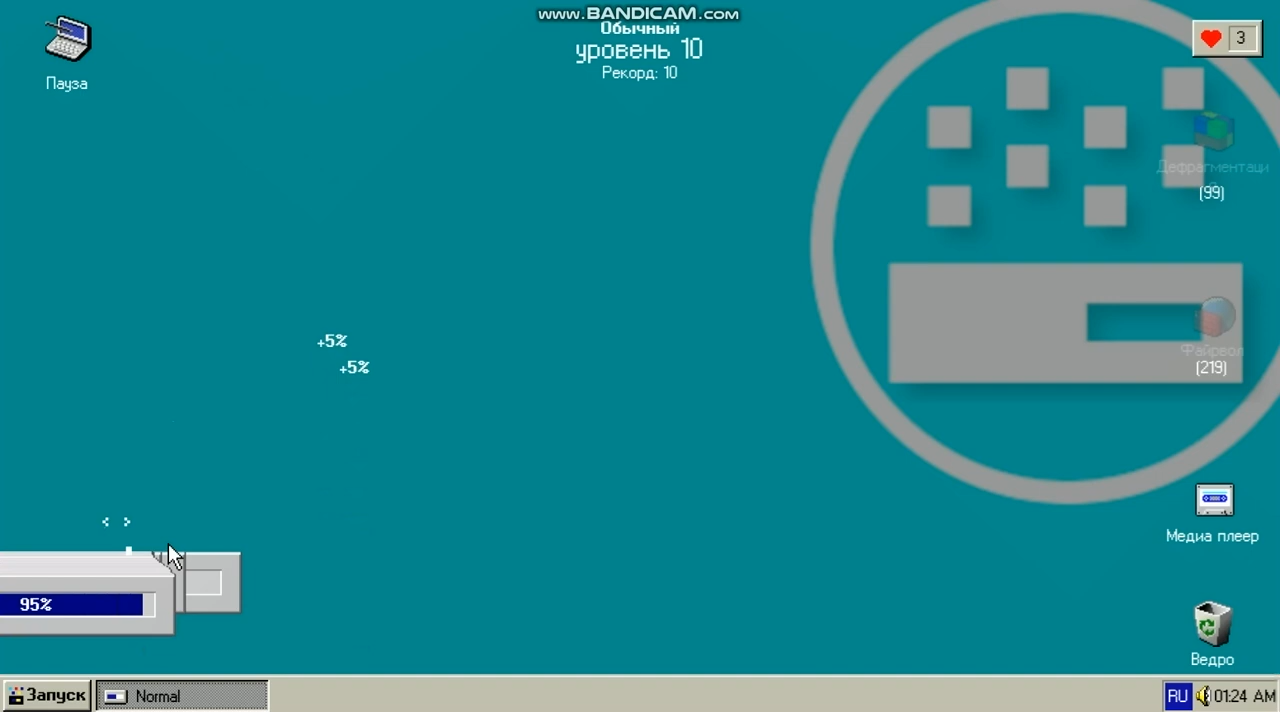 www.BANDICAM.com
Обычный
уровень 10
Рекорд: 10
3
Пауза
Дефрагментаци
(99)
+5%
+5%
Файрвол
(219)
Медиа плеер
95%
Ведро
Запуск
Normal
RU
01:24 AM